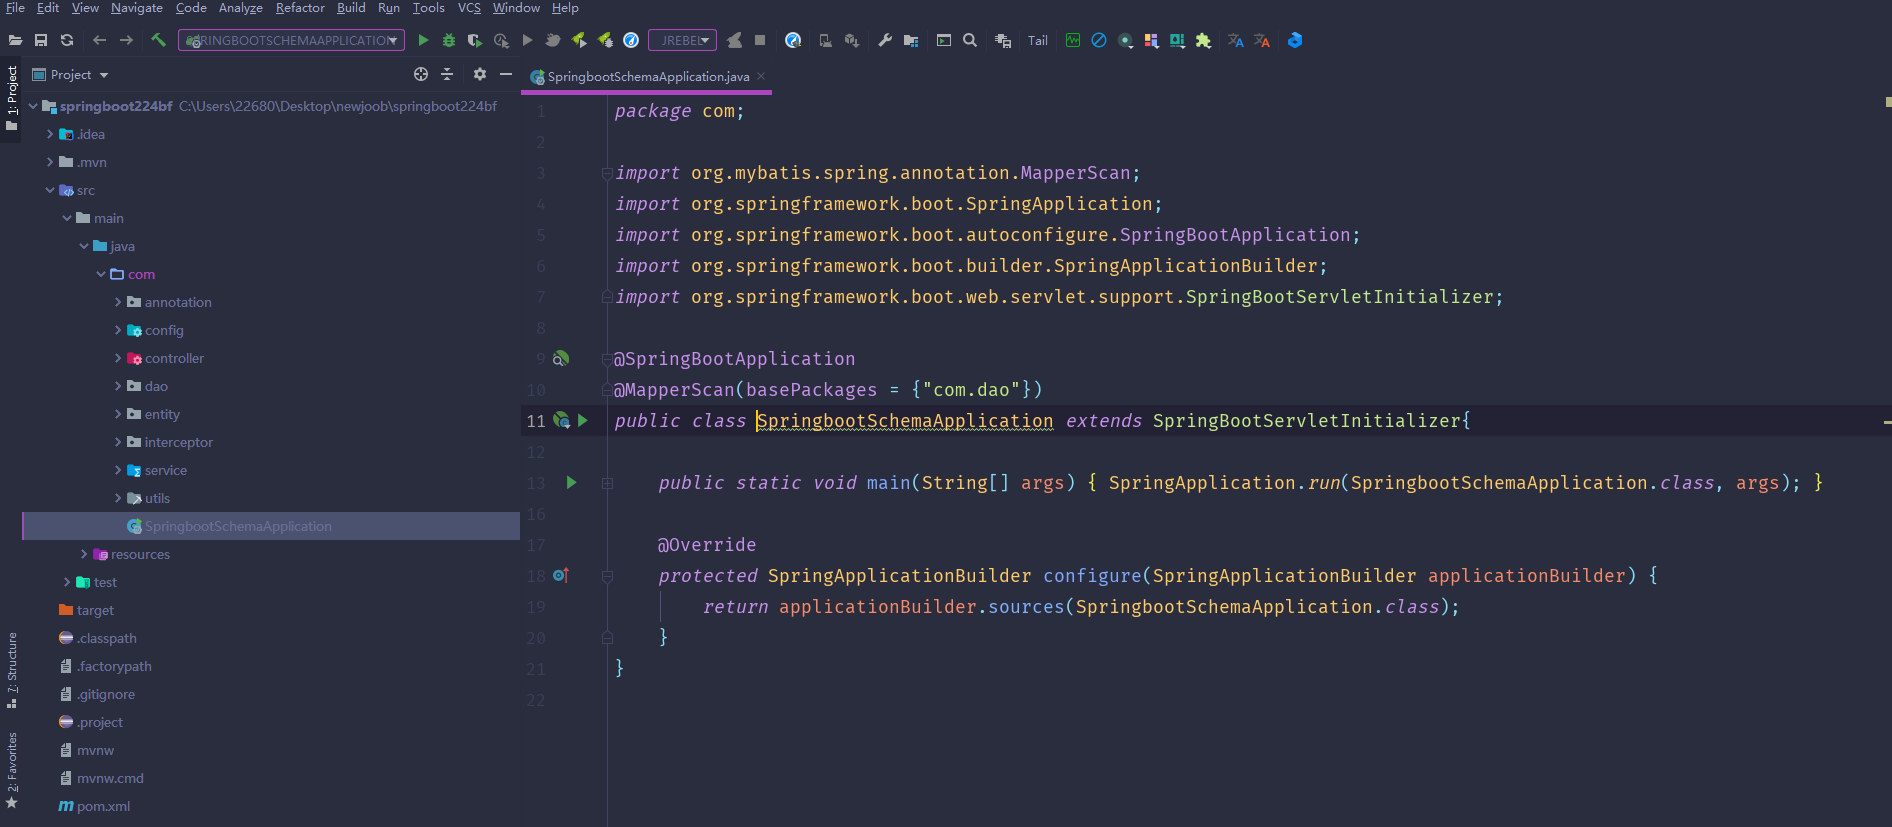 File Edit View Navigate Code Analyze Refactor Build Run Tools VCS Window Help
RINGBOOTSCHEMAAPPLICATION JREBEL Tail
1: Project
Project
springboot224bf C:\Users\22680\Desktop\newjoob\springboot224bf
.idea
.mvn
src
main
java
com
annotation
config
controller
dao
entity
interceptor
service
utils
SpringbootSchemaApplication
resources
test
target
.classpath
.factorypath
.gitignore
.project
mvnw
mvnw.cmd
pom.xml
7: Structure
2: Favorites
SpringbootSchemaApplication.java
1 package com;
2
3 import org.mybatis.spring.annotation.MapperScan;
4 import org.springframework.boot.SpringApplication;
5 import org.springframework.boot.autoconfigure.SpringBootApplication;
6 import org.springframework.boot.builder.SpringApplicationBuilder;
7 import org.springframework.boot.web.servlet.support.SpringBootServletInitializer;
8
9 @SpringBootApplication
10 @MapperScan(basePackages = {"com.dao"})
11 public class SpringbootSchemaApplication extends SpringBootServletInitializer{
12
13 public static void main(String[] args) { SpringApplication.run(SpringbootSchemaApplication.class, args); }
16
17 @Override
18 protected SpringApplicationBuilder configure(SpringApplicationBuilder applicationBuilder) {
19 return applicationBuilder.sources(SpringbootSchemaApplication.class);
20 }
21 }
22